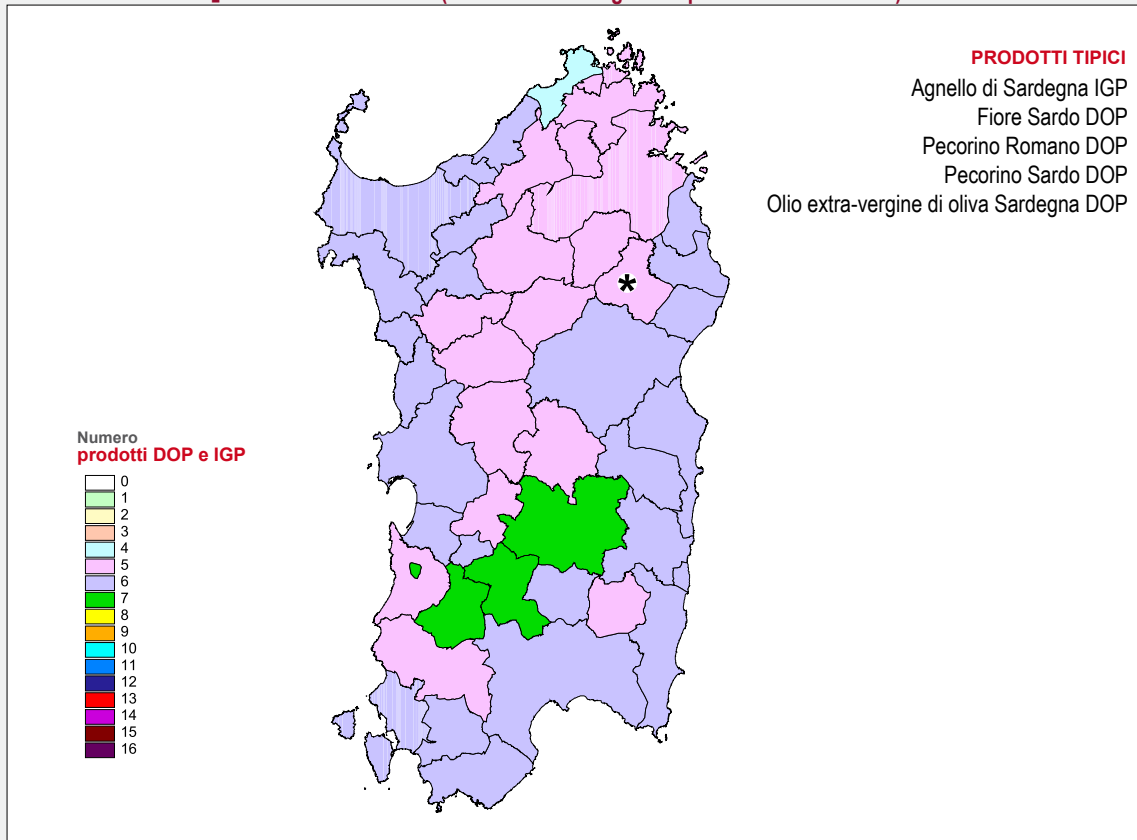 PRODOTTI TIPICI
Agnello di Sardegna IGP
Fiore Sardo DOP
Pecorino Romano DOP
Pecorino Sardo DOP
Olio extra-vergine di oliva Sardegna DOP
*
Numero
prodotti DOP e IGP
0
1
2
3
4
5
6
7
8
9
10
11
12
13
14
15
16